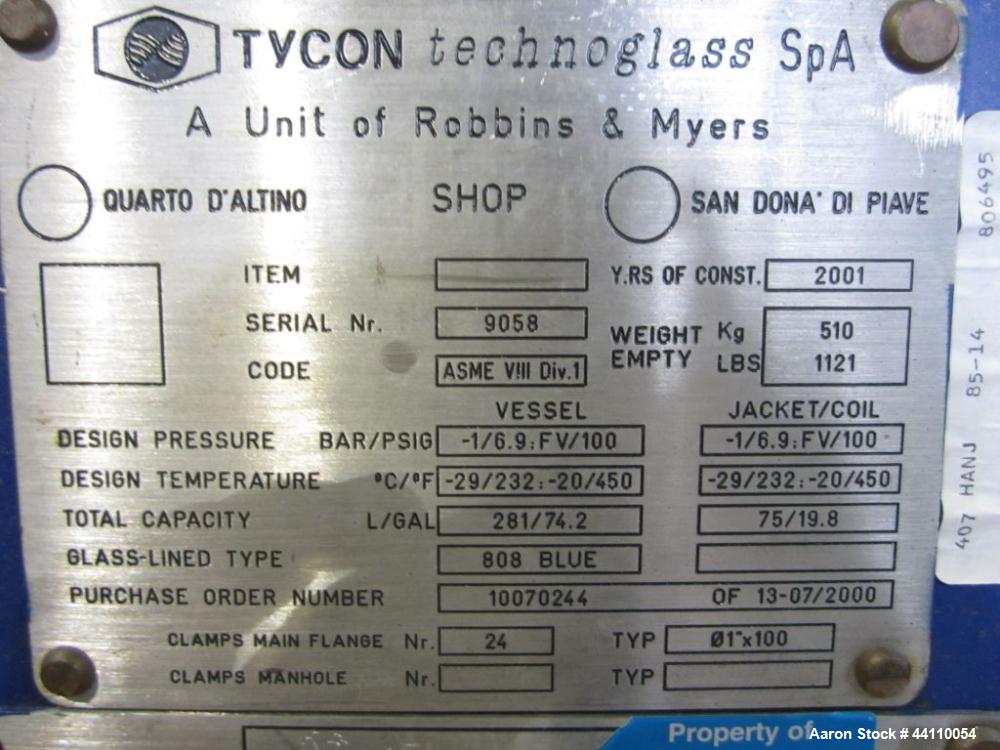 TYCON technoglass SpA
A Unit of Robbins & Myers
QUARTO D'ALTINO SHOP SAN DONA' DI PIAVE
ITEM Y.RS OF CONST. 2001
SERIAL Nr. 9058 WEIGHT EMPTY Kg 510
CODE ASME VIII Div.1 LBS 1121
VESSEL JACKET/COIL
DESIGN PRESSURE BAR/PSIG -1/6.9:FV/100 -1/6.9:FV/100
DESIGN TEMPERATURE °C/°F -29/232:-20/450 -29/232:-20/450
TOTAL CAPACITY L/GAL 281/74.2 75/19.8
GLASS-LINED TYPE 808 BLUE
PURCHASE ORDER NUMBER 10070244 OF 13-07/2000
CLAMPS MAIN FLANGE Nr. 24 TYP Ø1"x100
CLAMPS MANHOLE Nr. TYP
407 HANJ 85-14 806495
Property of
Aaron Stock # 44110054